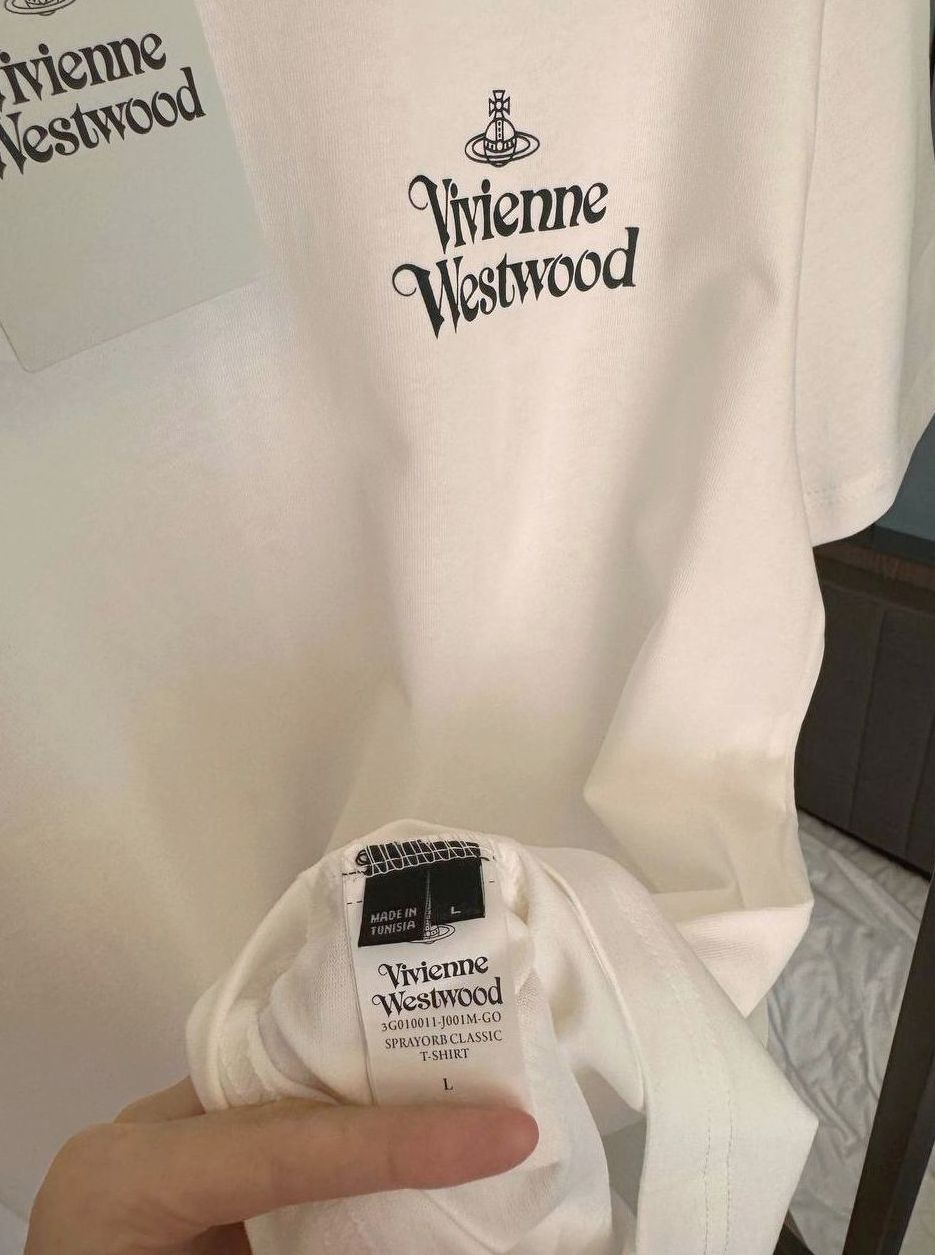 Vivienne
Westwood
Vivienne
Westwood
MADE IN
TUNISIA
L
Vivienne
Westwood
3G010011-J001M-GO
SPRAYORB CLASSIC
T-SHIRT
L